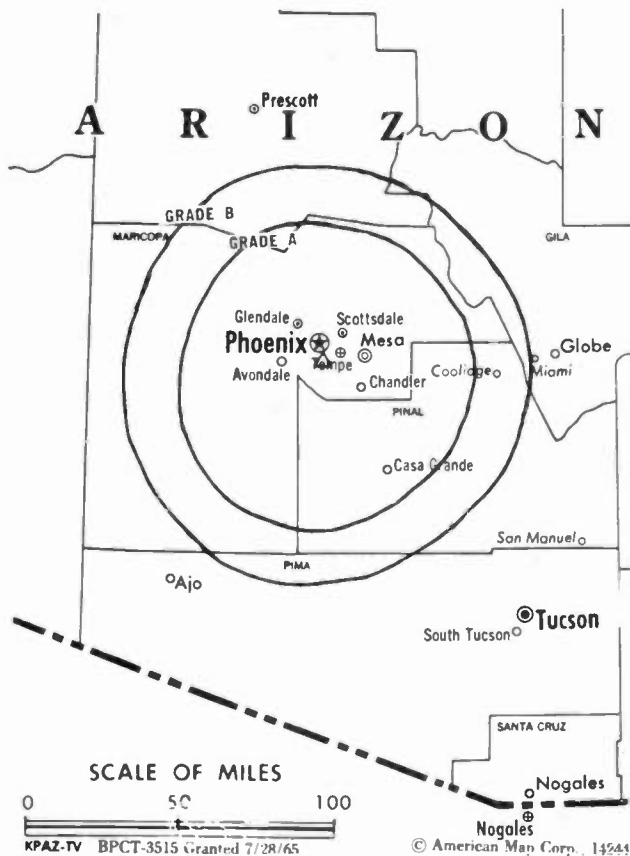 Prescott
A R I Z O N
GRADE B
MARICOPA
GRADE A
GILA
Glendale
Scottsdale
Phoenix
Mesa
Tempe
Globe
Avondale
Chandler
Coolidge
Miami
PINAL
Casa Grande
San Manuel
PIMA
Ajo
Tucson
South Tucson
SANTA CRUZ
SCALE OF MILES
0 50 100
Nogales
Nogales
KPAZ-TV BPCT-3515 Granted 7/28/65
© American Map Corp., 14944